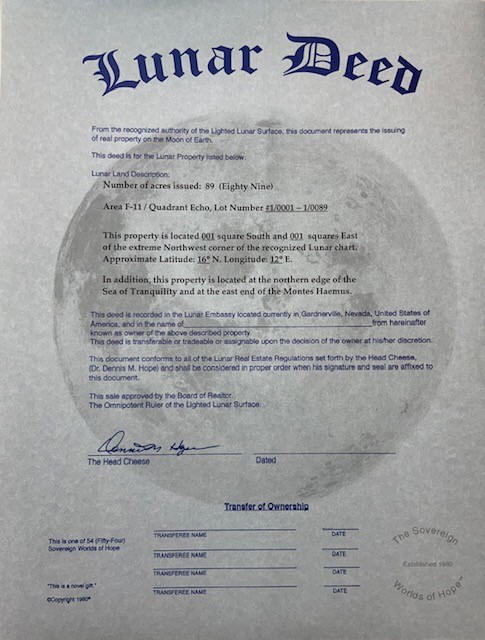 Lunar Deed
From the recognized authority of the Lighted Lunar Surface, this document represents the issuing
of real property on the Moon of Earth.
This deed is for the Lunar Property listed below:
Lunar Land Description:
Number of acres issued: 89 (Eighty Nine)
Area F-11 / Quadrant Echo, Lot Number #1/0001 – 1/0089
This property is located 001 square South and 001 squares East
of the extreme Northwest corner of the recognized Lunar chart.
Approximate Latitude: 16º N. Longitude: 12º E.
In addition, this property is located at the northern edge of the
Sea of Tranquility and at the east end of the Montes Haemus.
This deed is recorded in the Lunar Embassy located currently in Gardnerville, Nevada, United States of
America, and in the name of from hereinafter
known as owner of the above described property.
This deed is transferable or tradeable or assignable upon the decision of the owner at his/her discretion.
This document conforms to all of the Lunar Real Estate Regulations set forth by the Head Cheese,
(Dr. Dennis M. Hope) and shall be considered in proper order when his signature and seal are affixed to
this document.
This sale approved by the Board of Realtor.
The Omnipotent Ruler of the Lighted Lunar Surface.
Dennis M Hope
The Head Cheese Dated
Transfer of Ownership
TRANSFEREE NAME DATE
This is one of 54 (Fifty-Four)
Sovereign Worlds of Hope
TRANSFEREE NAME DATE
TRANSFEREE NAME DATE
"This is a novel gift."
TRANSFEREE NAME DATE
©Copyright 1980®
The Sovereign
Established 1980
Worlds of Hope™